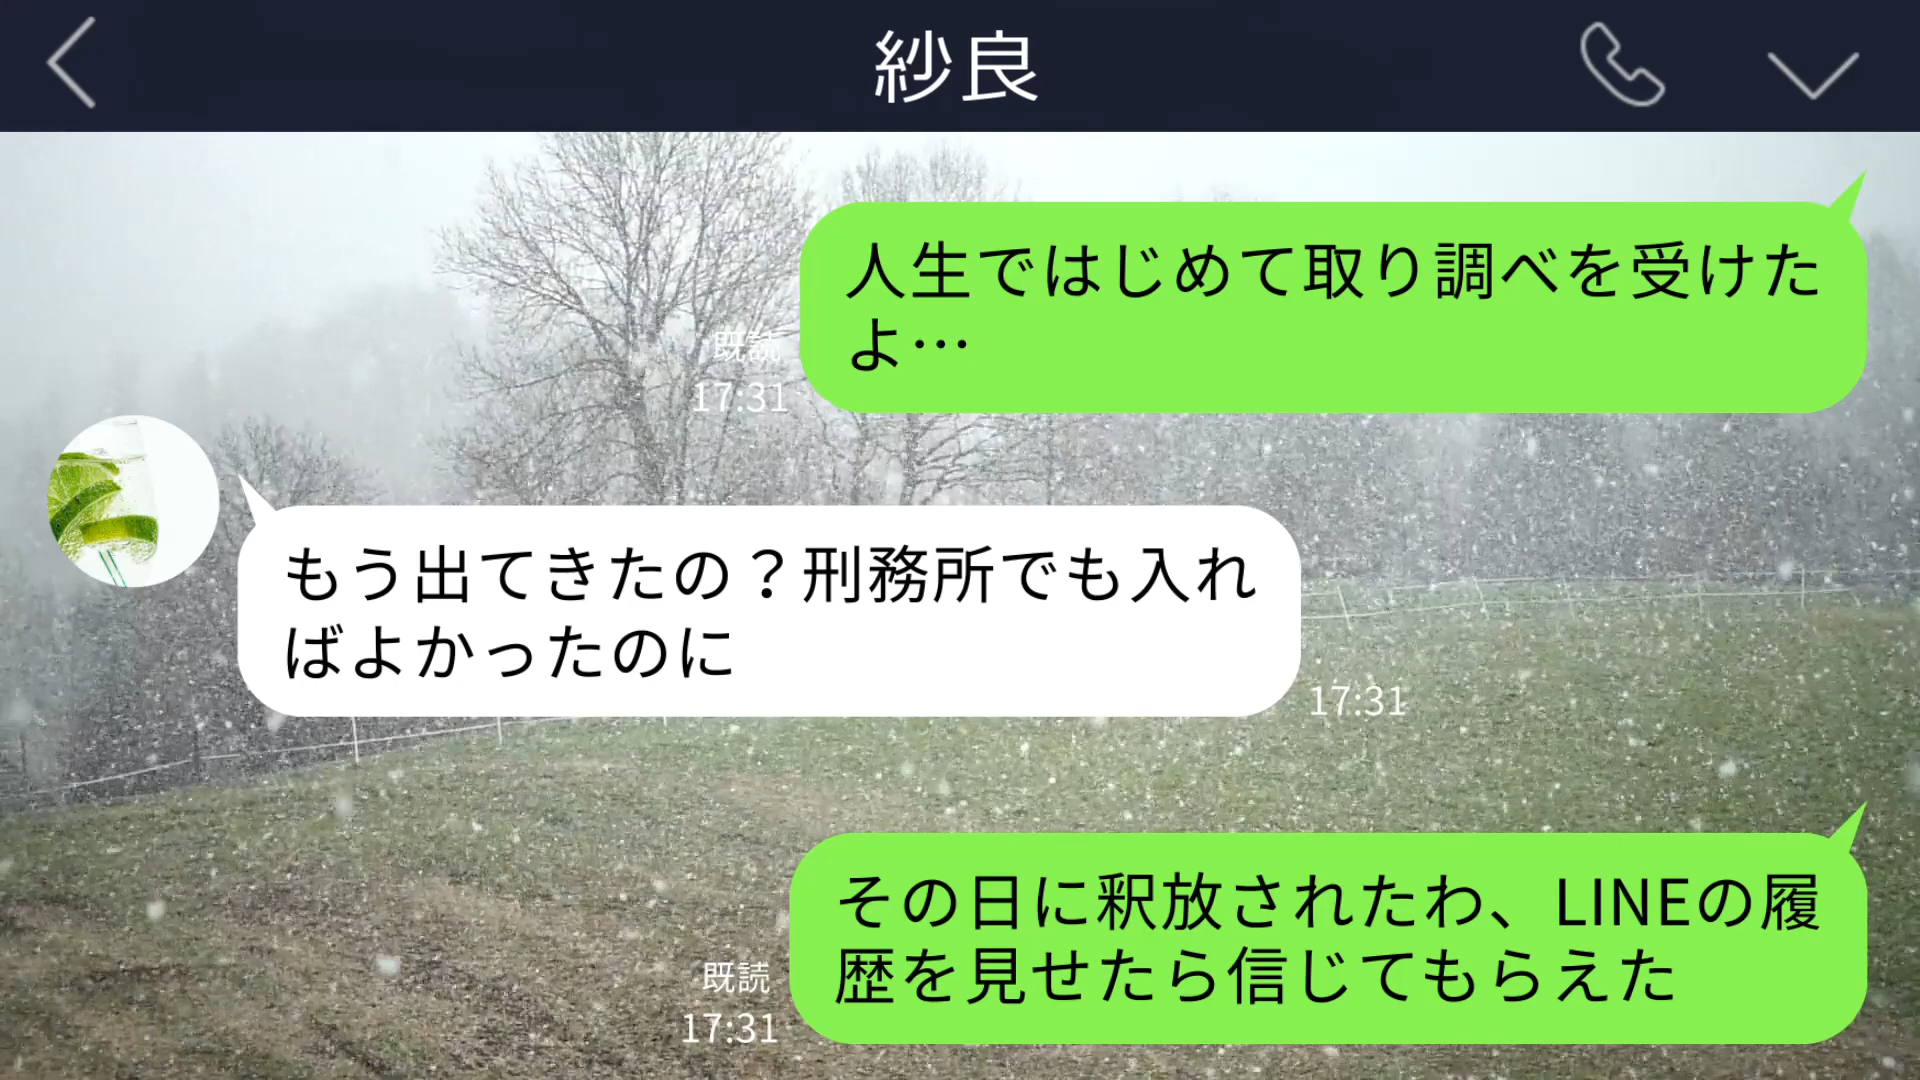 紗良
人生ではじめて取り調べを受けた
よ…
既読
17:31
もう出てきたの？刑務所でも入れ
ばよかったのに
17:31
その日に釈放されたわ、LINEの履
歴を見せたら信じてもらえた
既読
17:31